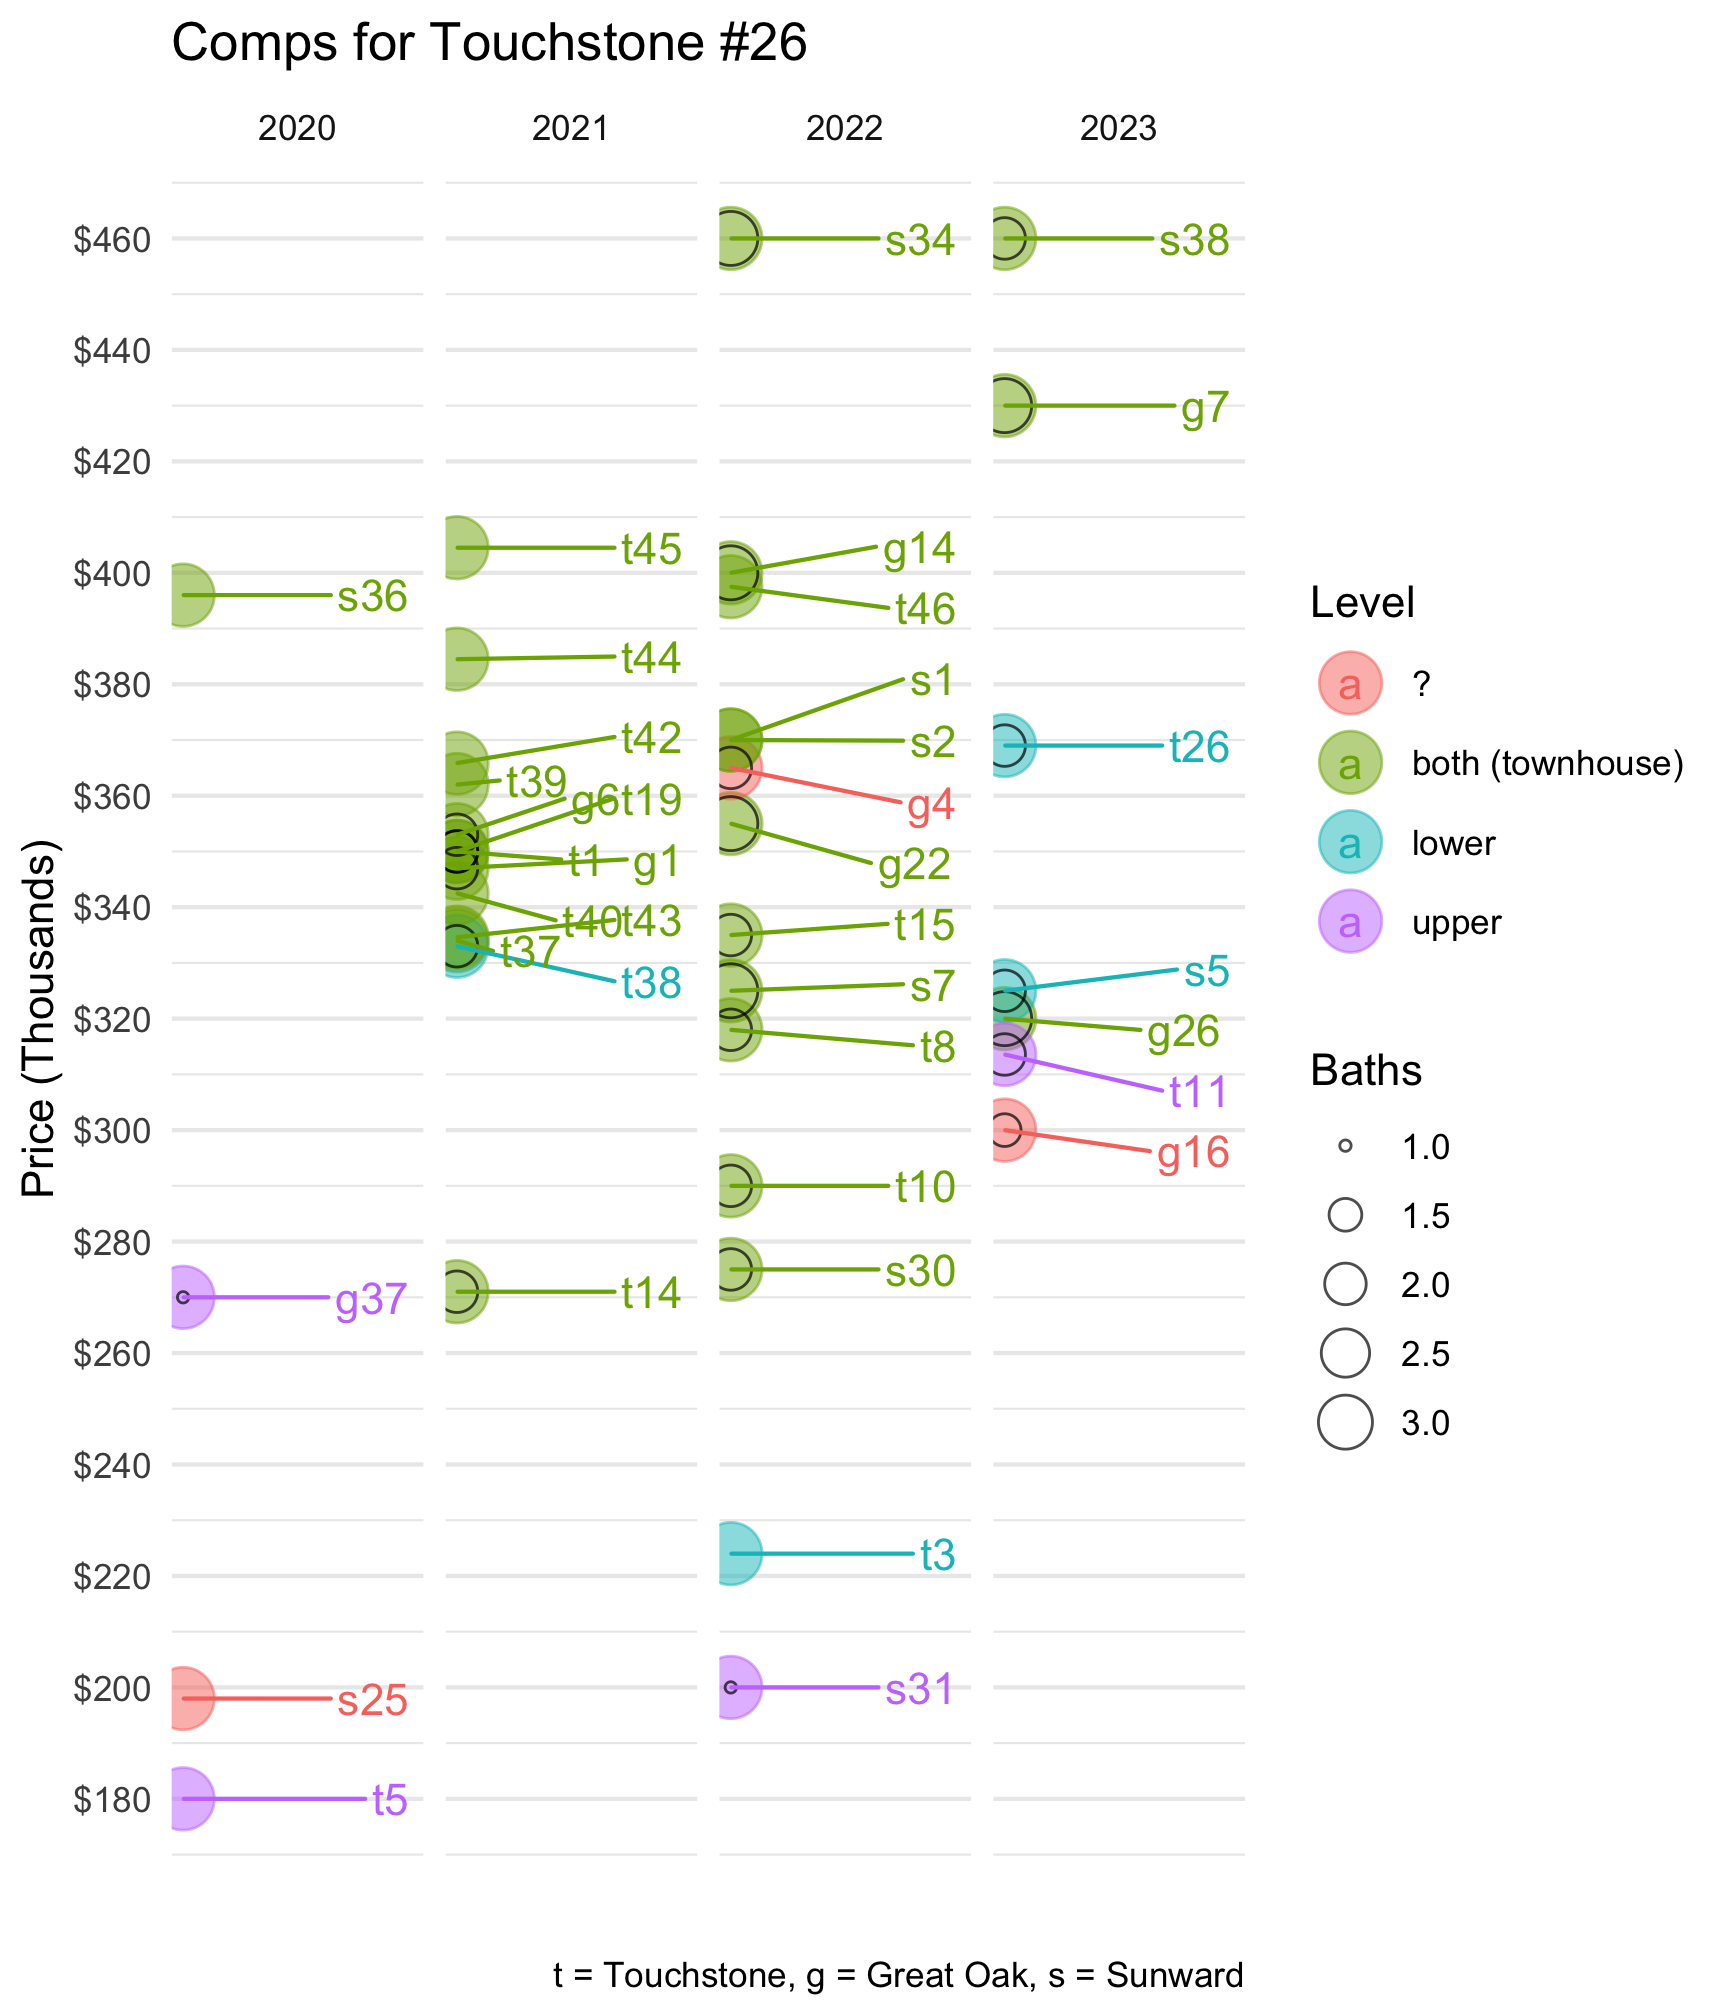 Comps for Touchstone #26
2020 2021 2022 2023
$460
$440
$420
$400
$380
$360
$340
$320
$300
$280
$260
$240
$220
$200
$180
Price (Thousands)
s36
g37
s25
t5
t45
t44
t42
t39
g6
t19
t1
g1
t40
t43
t37
t38
t14
s34
g14
t46
s1
s2
g4
g22
t15
s7
t8
t10
s30
t3
s31
s38
g7
t26
s5
g26
t11
g16
Level
a ?
a both (townhouse)
a lower
a upper
Baths
1.0
1.5
2.0
2.5
3.0
t = Touchstone, g = Great Oak, s = Sunward